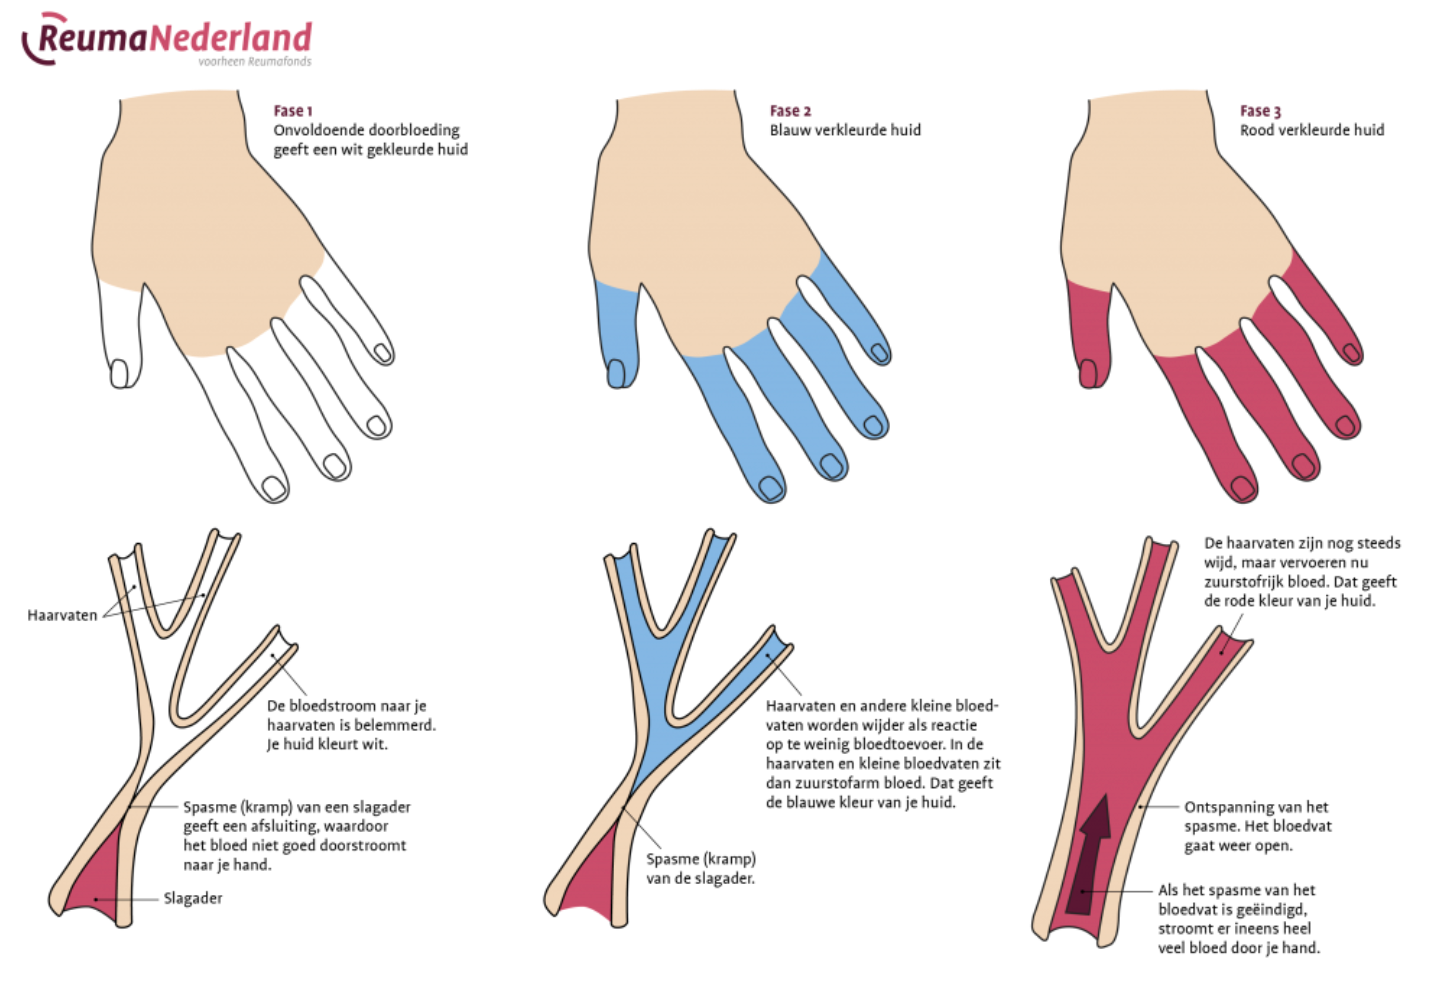 ReumaNederland
voorheen Reumafonds
Fase 1
Onvoldoende doorbloeding
geeft een wit gekleurde huid
Fase 2
Blauw verkleurde huid
Fase 3
Rood verkleurde huid
Haarvaten
De bloedstroom naar je
haarvaten is belemmerd.
Je huid kleurt wit.
Spasme (kramp) van een slagader
geeft een afsluiting, waardoor
het bloed niet goed doorstroomt
naar je hand.
Slagader
Haarvaten en andere kleine bloed-
vaten worden wijder als reactie
op te weinig bloedtoevoer. In de
haarvaten en kleine bloedvaten zit
dan zuurstofarm bloed. Dat geeft
de blauwe kleur van je huid.
Spasme (kramp)
van de slagader.
De haarvaten zijn nog steeds
wijd, maar vervoeren nu
zuurstofrijk bloed. Dat geeft
de rode kleur van je huid.
Ontspanning van het
spasme. Het bloedvat
gaat weer open.
Als het spasme van het
bloedvat is geëindigd,
stroomt er ineens heel
veel bloed door je hand.